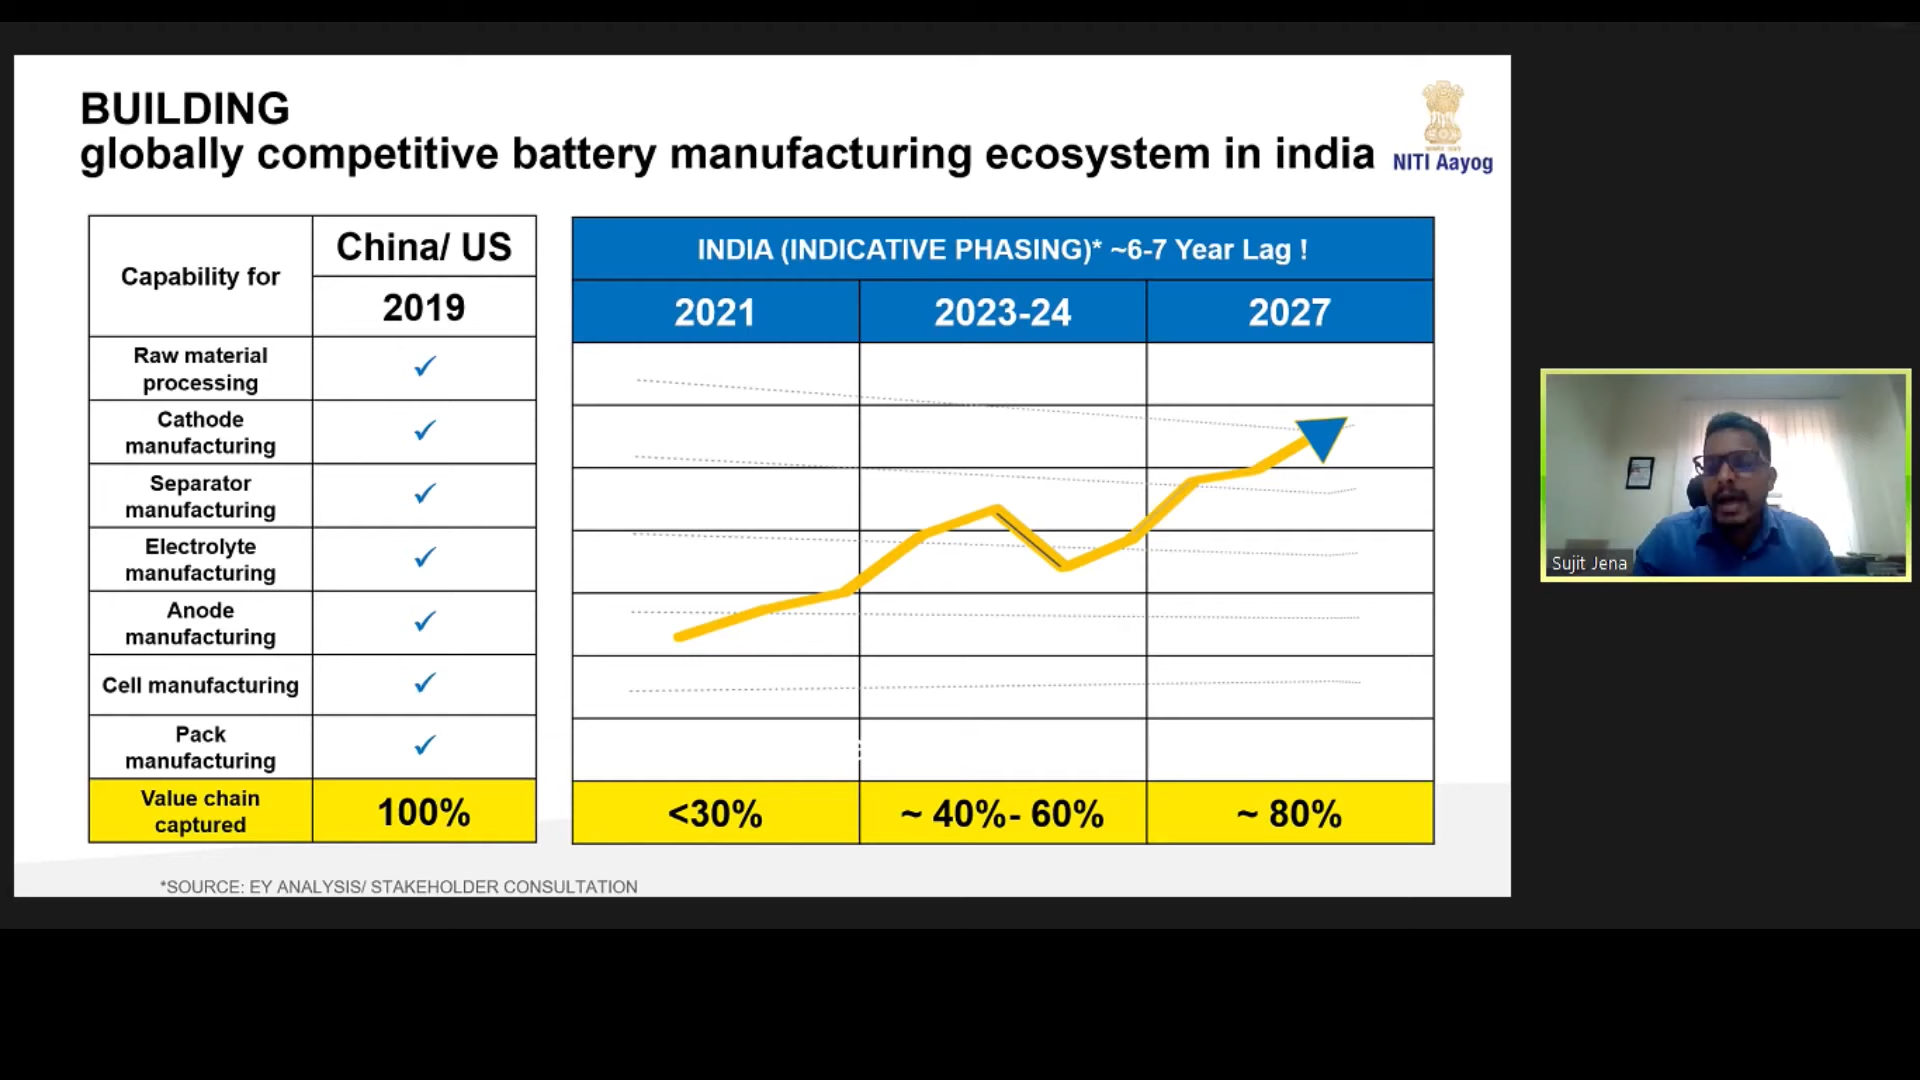 BUILDING
globally competitive battery manufacturing ecosystem in india
NITI Aayog
Capability for
China/ US
2019
Raw material
processing
✓
Cathode
manufacturing
✓
Separator
manufacturing
✓
Electrolyte
manufacturing
✓
Anode
manufacturing
✓
Cell manufacturing
✓
Pack
manufacturing
✓
Value chain
captured
100%
INDIA (INDICATIVE PHASING)* ~6-7 Year Lag !
2021
2023-24
2027
<30%
~ 40%- 60%
~ 80%
*SOURCE: EY ANALYSIS/ STAKEHOLDER CONSULTATION
Sujit Jena